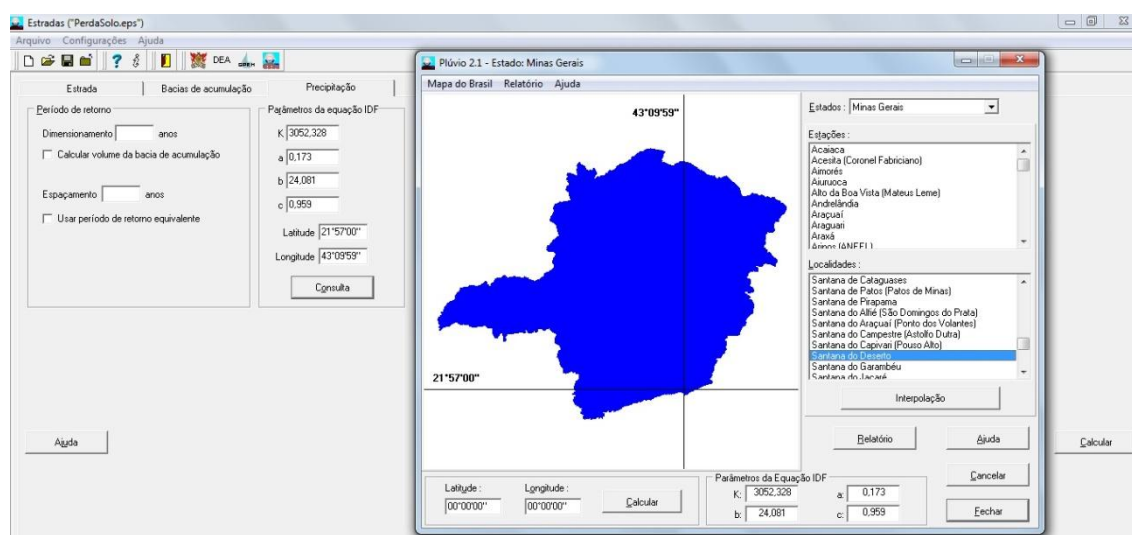 Estradas ("PerdaSolo.eps")
Arquivo Configurações Ajuda
DEA
Estrada Bacias de acumulação Precipitação
Período de retorno
Dimensionamento anos
Calcular volume da bacia de acumulação
Espaçamento anos
Usar período de retorno equivalente
Parâmetros da equação IDF
K 3052,328
a 0,173
b 24,081
c 0,959
Latitude 21°57'00"
Longitude 43°09'59"
Consulta
Ajuda
Calcular
Plúvio 2.1 - Estado: Minas Gerais
Mapa do Brasil Relatório Ajuda
43°09'59"
21°57'00"
Estados : Minas Gerais
Estações :
Acaiaca
Acesita (Coronel Fabriciano)
Aimorés
Aiuruoca
Alto da Boa Vista (Mateus Leme)
Andrelândia
Araçuaí
Araguari
Araxá
Arinos (ANEEL)
Localidades :
Santana de Cataguases
Santana de Patos (Patos de Minas)
Santana de Pirapama
Santana do Alfié (São Domingos do Prata)
Santana do Araçuaí (Ponto dos Volantes)
Santana do Campestre (Astolfo Dutra)
Santana do Capivari (Pouso Alto)
Santana do Deserto
Santana do Garambéu
Santana do Jacaré
Interpolação
Relatório Ajuda
Cancelar
Fechar
Latitude : Longitude :
00°00'00" 00°00'00" Calcular
Parâmetros da Equação IDF
K: 3052,328 a: 0,173
b: 24,081 c: 0,959